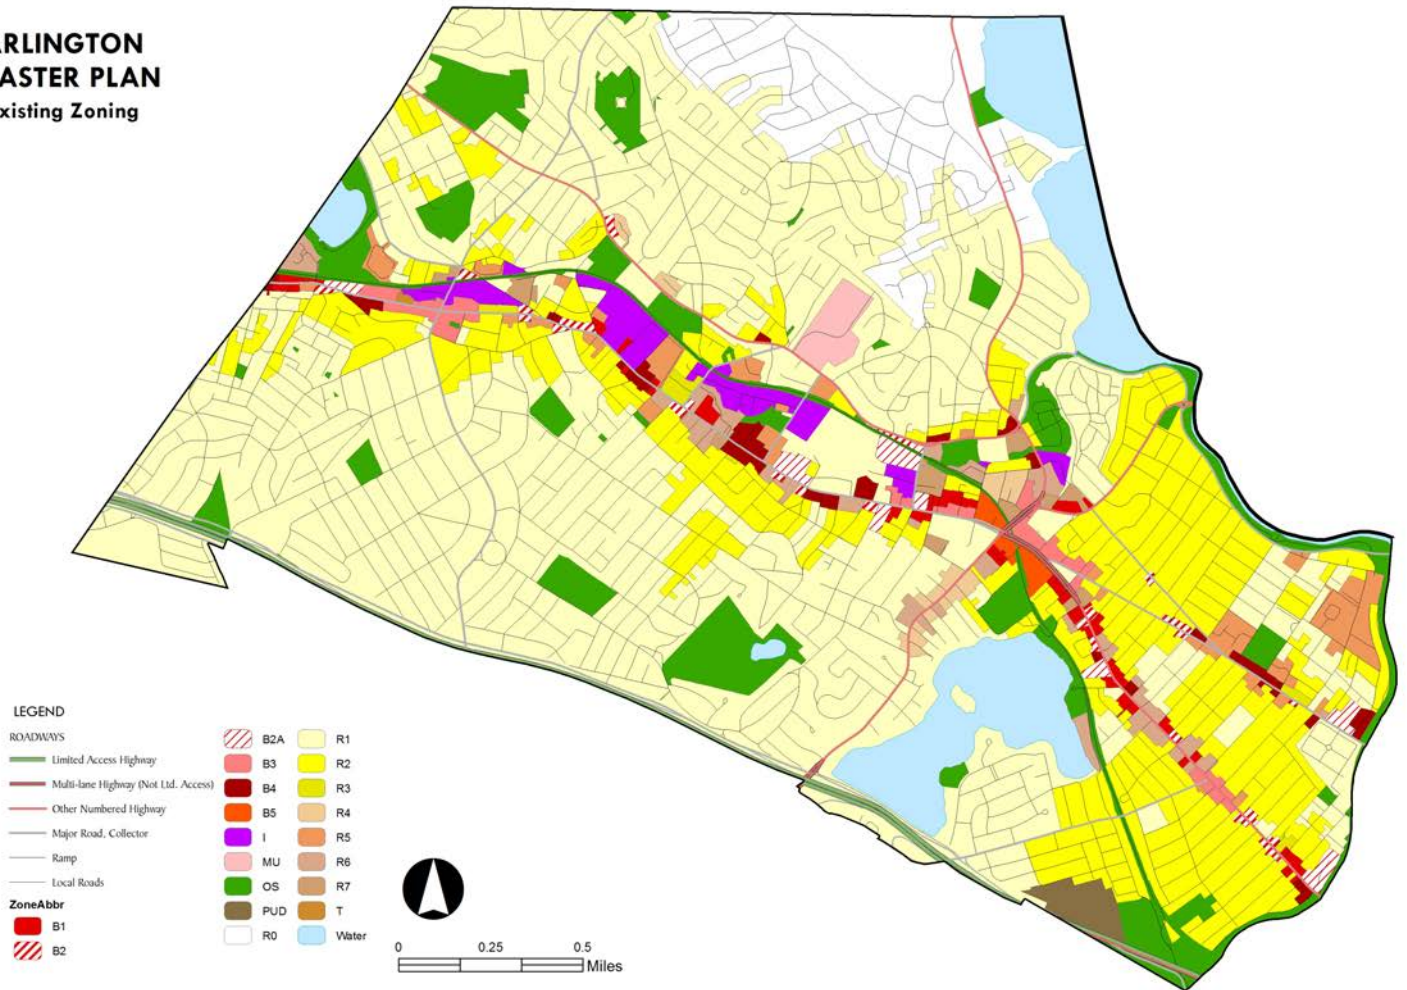 ARLINGTON
ASTER PLAN
xisting Zoning
LEGEND
ROADWAYS
Limited Access Highway
Multi-lane Highway (Not Ltd. Access)
Other Numbered Highway
Major Road, Collector
Ramp
Local Roads
ZoneAbbr
B1
B2
B2A
B3
B4
B5
I
MU
OS
PUD
R0
R1
R2
R3
R4
R5
R6
R7
T
Water
0 0.25 0.5
Miles